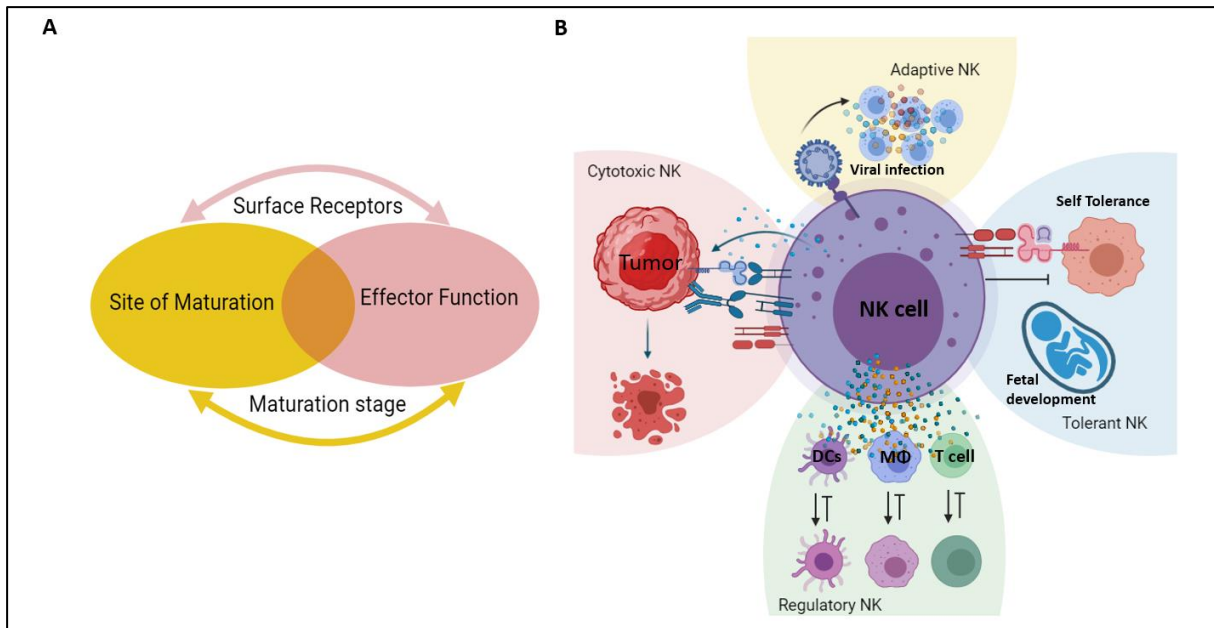 A
Surface Receptors
Site of Maturation
Effector Function
Maturation stage
B
Adaptive NK
Viral infection
Cytotoxic NK
Tumor
Self Tolerance
NK cell
Fetal
development
Tolerant NK
DCs
MΦ
T cell
Regulatory NK